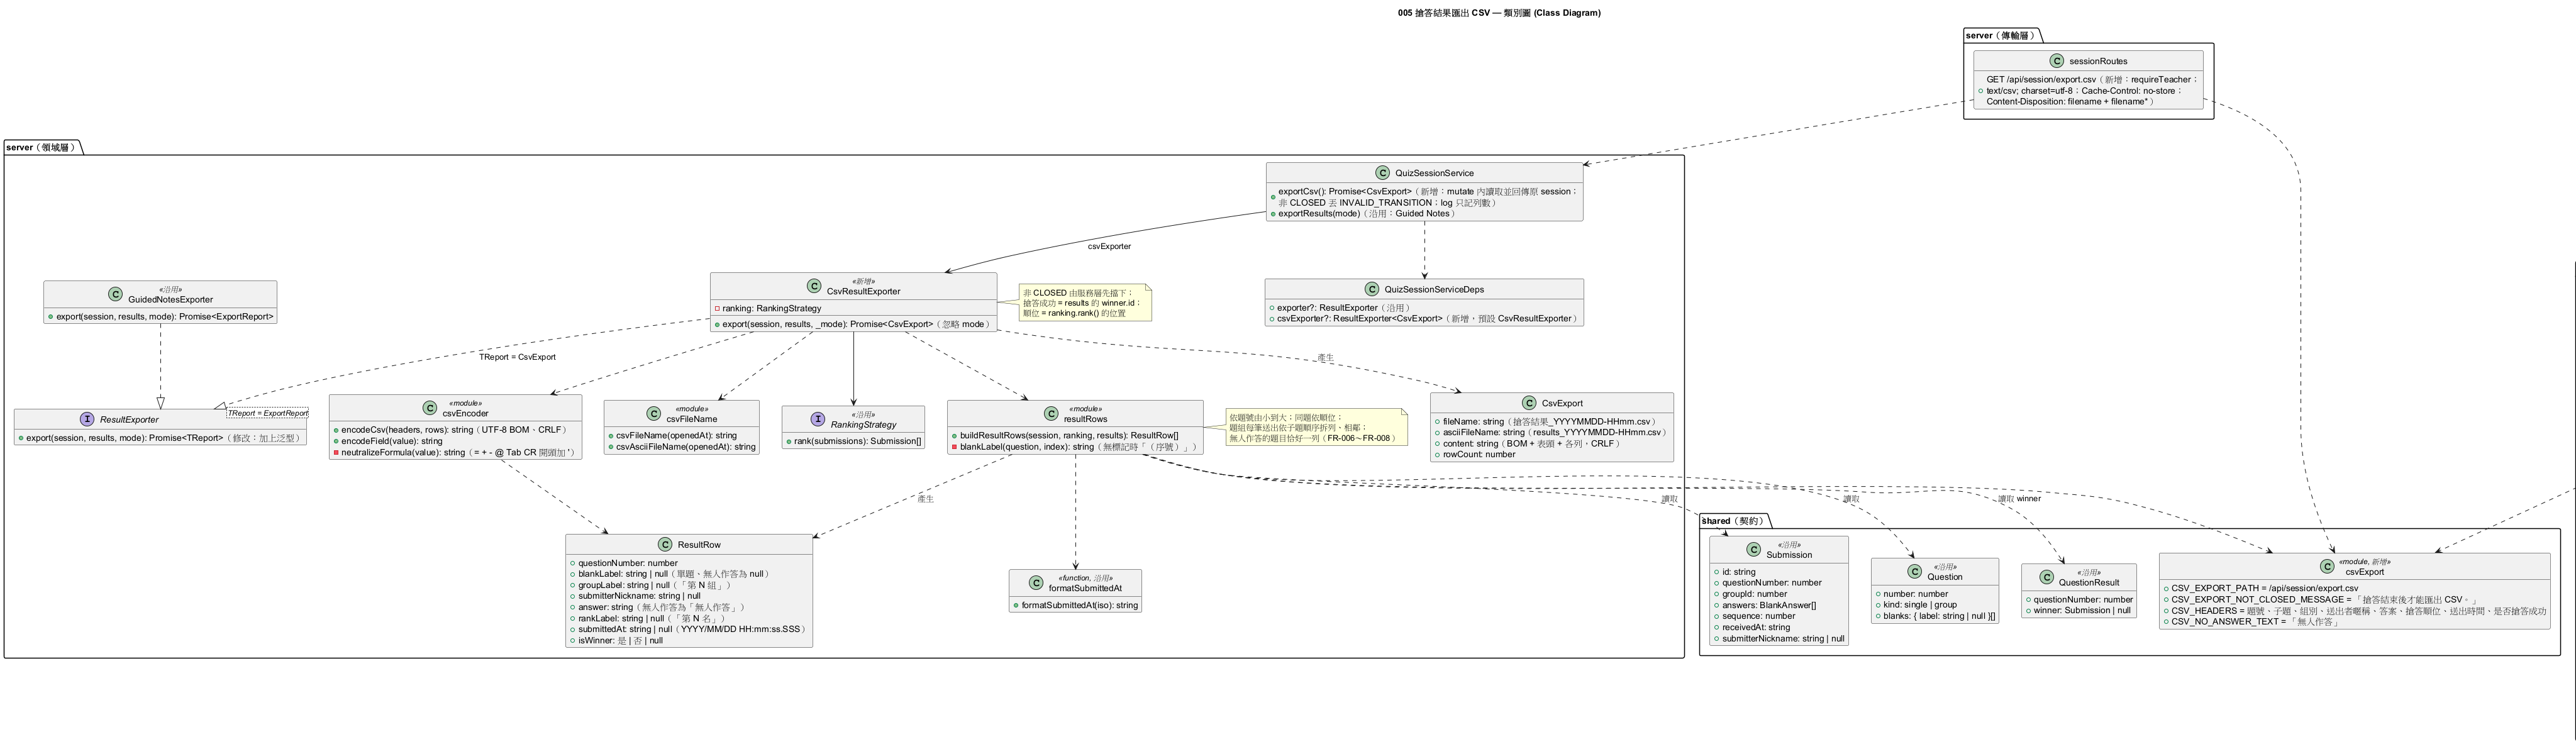 005 搶答結果匯出 CSV — 類別圖 (Class Diagram)
server（傳輸層）
C sessionRoutes
GET /api/session/export.csv（新增；requireTeacher；
text/csv; charset=utf-8；Cache-Control: no-store；
Content-Disposition: filename + filename*）
server（領域層）
C QuizSessionService
exportCsv(): Promise<CsvExport>（新增；mutate 內讀取並回傳原 session；
非 CLOSED 丟 INVALID_TRANSITION；log 只記列數）
exportResults(mode)（沿用：Guided Notes）
csvExporter
«沿用»
C GuidedNotesExporter
export(session, results, mode): Promise<ExportReport>
«新增»
C CsvResultExporter
ranking: RankingStrategy
export(session, results, _mode): Promise<CsvExport>（忽略 mode）
非 CLOSED 由服務層先擋下；
搶答成功 = results 的 winner.id；
順位 = ranking.rank() 的位置
C QuizSessionServiceDeps
exporter?: ResultExporter（沿用）
csvExporter?: ResultExporter<CsvExport>（新增，預設 CsvResultExporter）
TReport = CsvExport
產生
I ResultExporter
TReport = ExportReport
export(session, results, mode): Promise<TReport>（修改：加上泛型）
«module»
C csvEncoder
encodeCsv(headers, rows): string（UTF-8 BOM、CRLF）
encodeField(value): string
neutralizeFormula(value): string（= + - @ Tab CR 開頭加 '）
«module»
C csvFileName
csvFileName(openedAt): string
csvAsciiFileName(openedAt): string
«沿用»
I RankingStrategy
rank(submissions): Submission[]
«module»
C resultRows
buildResultRows(session, ranking, results): ResultRow[]
blankLabel(question, index): string（無標記時「（序號）」）
依題號由小到大；同題依順位；
題組每筆送出依子題順序拆列，相鄰；
無人作答的題目恰好一列（FR-006～FR-008）
C CsvExport
fileName: string（搶答結果_YYYYMMDD-HHmm.csv）
asciiFileName: string（results_YYYYMMDD-HHmm.csv）
content: string（BOM + 表頭 + 各列，CRLF）
rowCount: number
產生
讀取
讀取
讀取 winner
C ResultRow
questionNumber: number
blankLabel: string | null（單題、無人作答為 null）
groupLabel: string | null（「第 N 組」）
submitterNickname: string | null
answer: string（無人作答為「無人作答」）
rankLabel: string | null（「第 N 名」）
submittedAt: string | null（YYYY/MM/DD HH:mm:ss.SSS）
isWinner: 是 | 否 | null
«function, 沿用»
C formatSubmittedAt
formatSubmittedAt(iso): string
shared（契約）
«沿用»
C Submission
id: string
questionNumber: number
groupId: number
answers: BlankAnswer[]
sequence: number
receivedAt: string
submitterNickname: string | null
«沿用»
C Question
number: number
kind: single | group
blanks: { label: string | null }[]
«沿用»
C QuestionResult
questionNumber: number
winner: Submission | null
«module, 新增»
C csvExport
CSV_EXPORT_PATH = /api/session/export.csv
CSV_EXPORT_NOT_CLOSED_MESSAGE = 「搶答結束後才能匯出 CSV。」
CSV_HEADERS = 題號、子題、組別、送出者暱稱、答案、搶答順位、送出時間、是否搶答成功
CSV_NO_ANSWER_TEXT = 「無人作答」